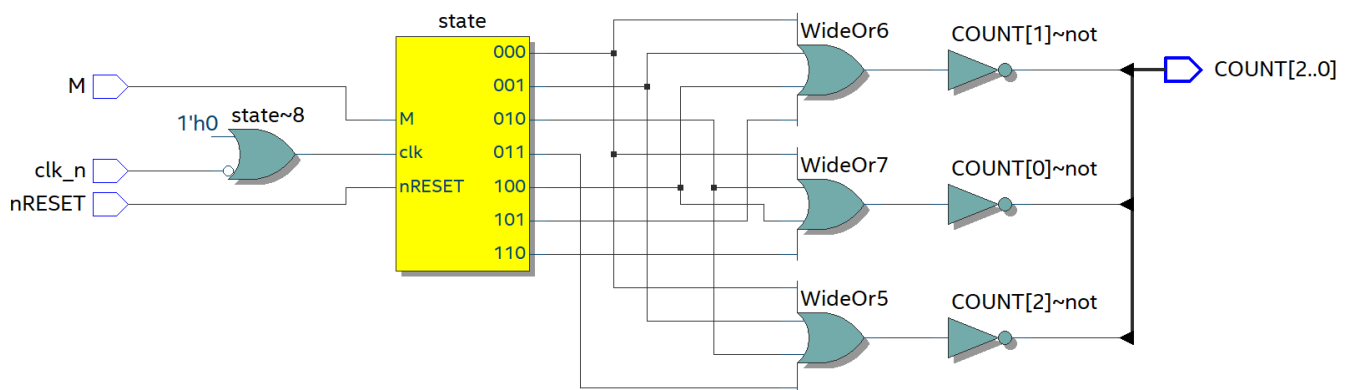 state
WideOr6
COUNT[1]~not
000
001
010
011
100
101
110
M
clk
nRESET
M
1'h0
state~8
clk_n
nRESET
COUNT[2..0]
WideOr7
COUNT[0]~not
WideOr5
COUNT[2]~not